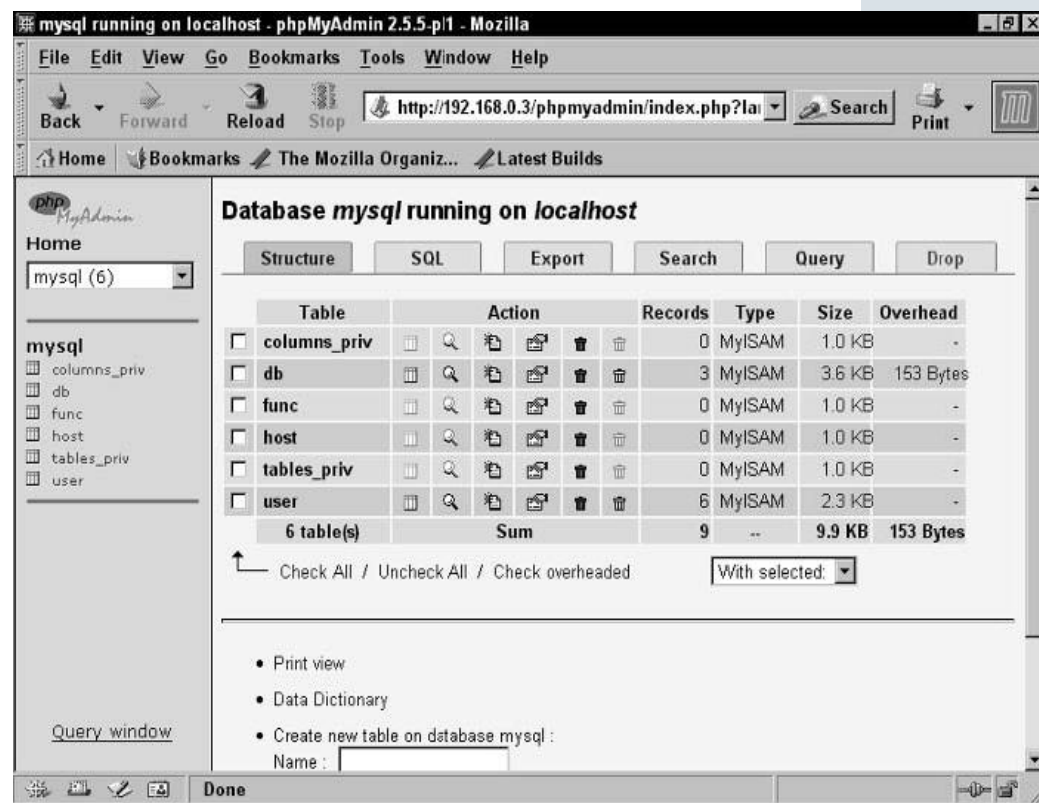 mysql running on localhost - phpMyAdmin 2.5.5-pl1 - Mozilla
File Edit View Go Bookmarks Tools Window Help
Back Forward Reload Stop http://192.168.0.3/phpmyadmin/index.php?lar Search Print
Home Bookmarks The Mozilla Organiz... Latest Builds
php
MyAdmin
Home
mysql (6)
mysql
columns_priv
db
func
host
tables_priv
user
Query window
Database mysql running on localhost
Structure SQL Export Search Query Drop
Table Action Records Type Size Overhead
columns_priv 0 MyISAM 1.0 KB -
db 3 MyISAM 3.6 KB 153 Bytes
func 0 MyISAM 1.0 KB -
host 0 MyISAM 1.0 KB -
tables_priv 0 MyISAM 1.0 KB -
user 6 MyISAM 2.3 KB -
6 table(s) Sum 9 -- 9.9 KB 153 Bytes
Check All / Uncheck All / Check overheaded With selected:
Print view
Data Dictionary
Create new table on database mysql :
Name :
Done